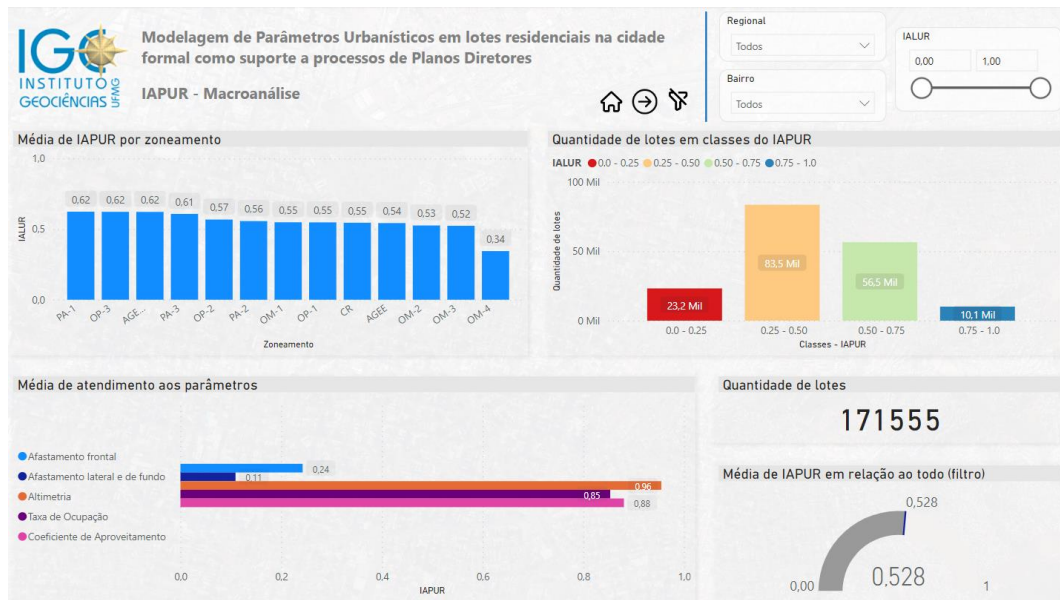 IGC
INSTITUTO
GEOCIÊNCIAS
UFMG
Modelagem de Parâmetros Urbanísticos em lotes residenciais na cidade
formal como suporte a processos de Planos Diretores
IAPUR - Macroanálise
Regional
Todos
Bairro
Todos
IALUR
0,00 1,00
Média de IAPUR por zoneamento
IALUR
1,0
0,5
0,0
0,62 0,62 0,62 0,61 0,57 0,56 0,55 0,55 0,55 0,54 0,53 0,52 0,34
PA-1 OP-3 AGE... PA-3 OP-2 PA-2 OM-1 OP-1 CR AGEE OM-2 OM-3 OM-4
Zoneamento
Quantidade de lotes em classes do IAPUR
IALUR 0.0 - 0.25 0.25 - 0.50 0.50 - 0.75 0.75 - 1.0
Quantidade de lotes
100 Mil
50 Mil
0 Mil
23,2 Mil 83,5 Mil 56,5 Mil 10,1 Mil
0.0 - 0.25 0.25 - 0.50 0.50 - 0.75 0.75 - 1.0
Classes - IAPUR
Média de atendimento aos parâmetros
Afastamento frontal
Afastamento lateral e de fundo
Altimetria
Taxa de Ocupação
Coeficiente de Aproveitamento
0,24
0,11
0,96
0,85
0,88
0,0 0,2 0,4 0,6 0,8 1,0
IAPUR
Quantidade de lotes
171555
Média de IAPUR em relação ao todo (filtro)
0,528
0,528
0,00 1